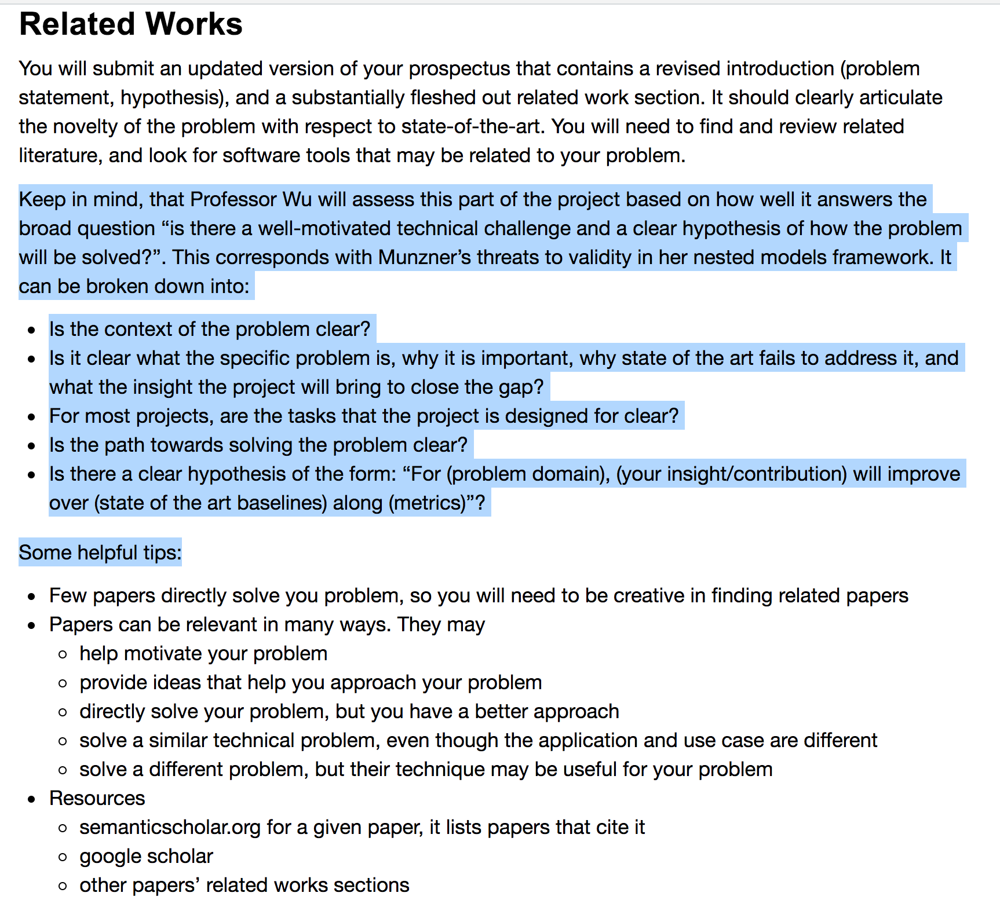 Related Works
You will submit an updated version of your prospectus that contains a revised introduction (problem
statement, hypothesis), and a substantially fleshed out related work section. It should clearly articulate
the novelty of the problem with respect to state-of-the-art. You will need to find and review related
literature, and look for software tools that may be related to your problem.
Keep in mind, that Professor Wu will assess this part of the project based on how well it answers the
broad question “is there a well-motivated technical challenge and a clear hypothesis of how the problem
will be solved?”. This corresponds with Munzner’s threats to validity in her nested models framework. It
can be broken down into:
• Is the context of the problem clear?
• Is it clear what the specific problem is, why it is important, why state of the art fails to address it, and
what the insight the project will bring to close the gap?
• For most projects, are the tasks that the project is designed for clear?
• Is the path towards solving the problem clear?
• Is there a clear hypothesis of the form: “For (problem domain), (your insight/contribution) will improve
over (state of the art baselines) along (metrics)”?
Some helpful tips:
• Few papers directly solve you problem, so you will need to be creative in finding related papers
• Papers can be relevant in many ways. They may
◦ help motivate your problem
◦ provide ideas that help you approach your problem
◦ directly solve your problem, but you have a better approach
◦ solve a similar technical problem, even though the application and use case are different
◦ solve a different problem, but their technique may be useful for your problem
• Resources
◦ semanticscholar.org for a given paper, it lists papers that cite it
◦ google scholar
◦ other papers’ related works sections